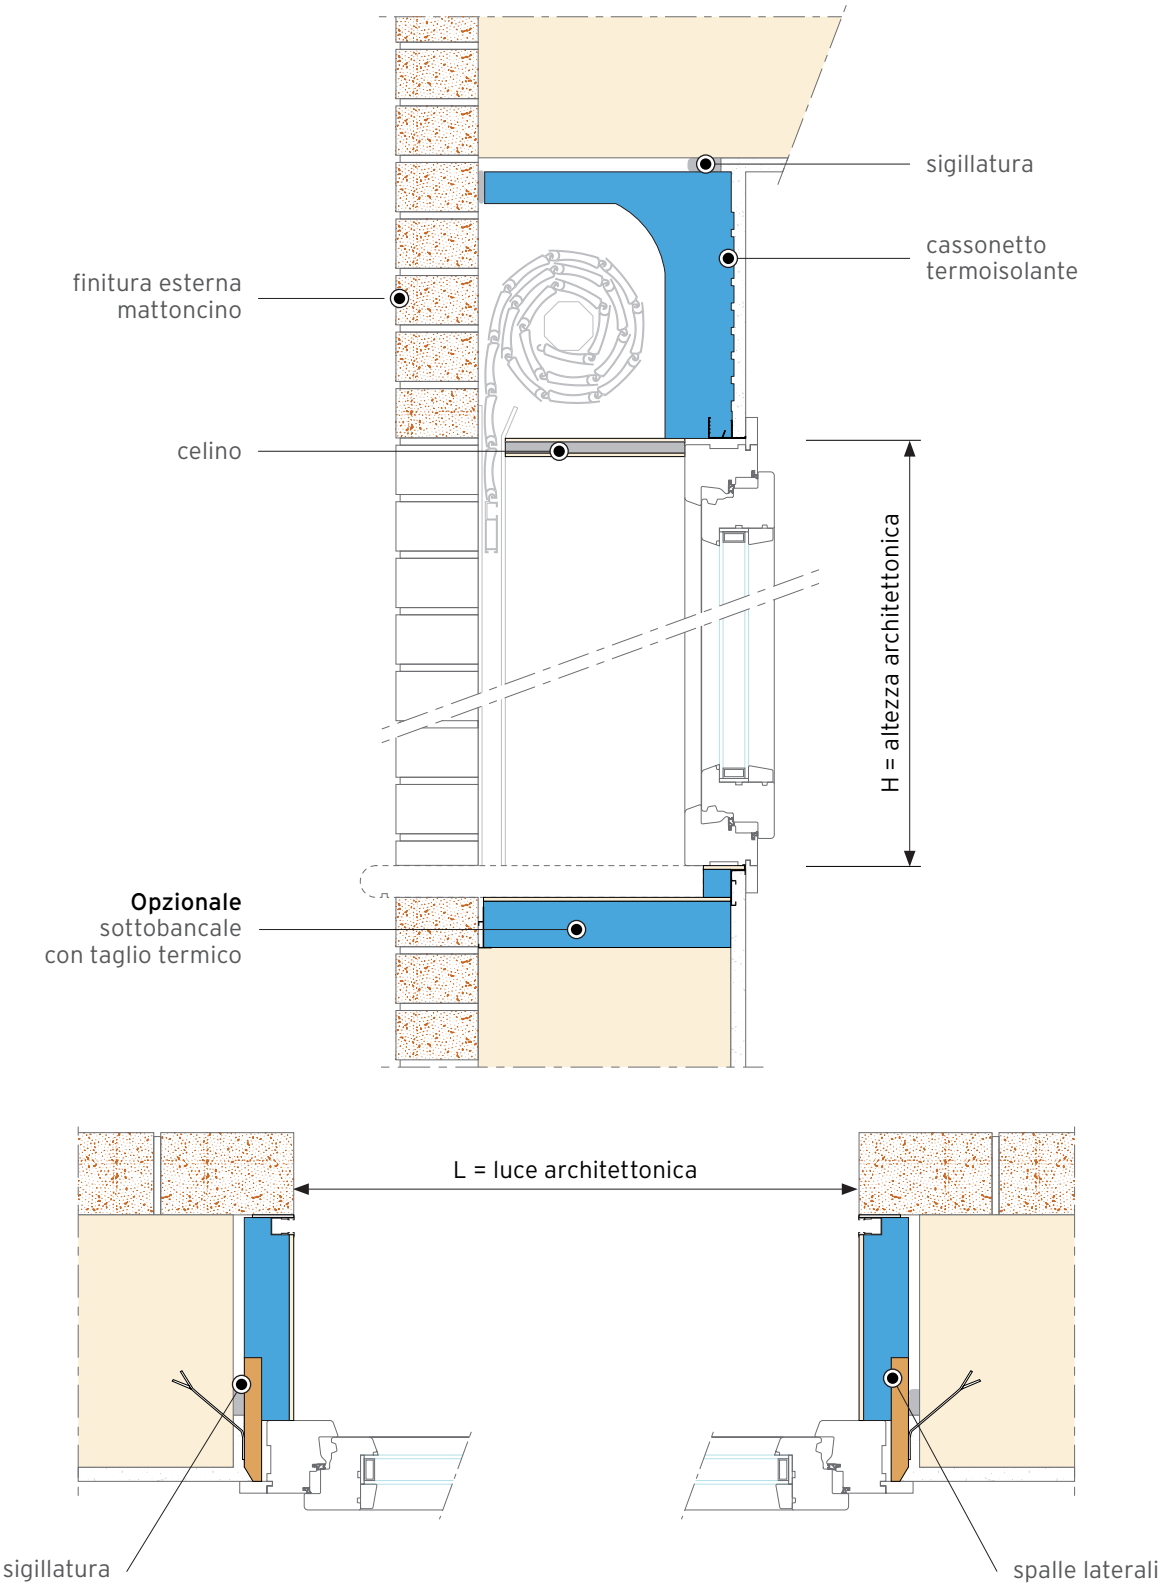 sigillatura
cassonetto
termoisolante
finitura esterna
mattoncino
celino
H = altezza architettonica
Opzionale
sottobancale
con taglio termico
L = luce architettonica
sigillatura
spalle laterali